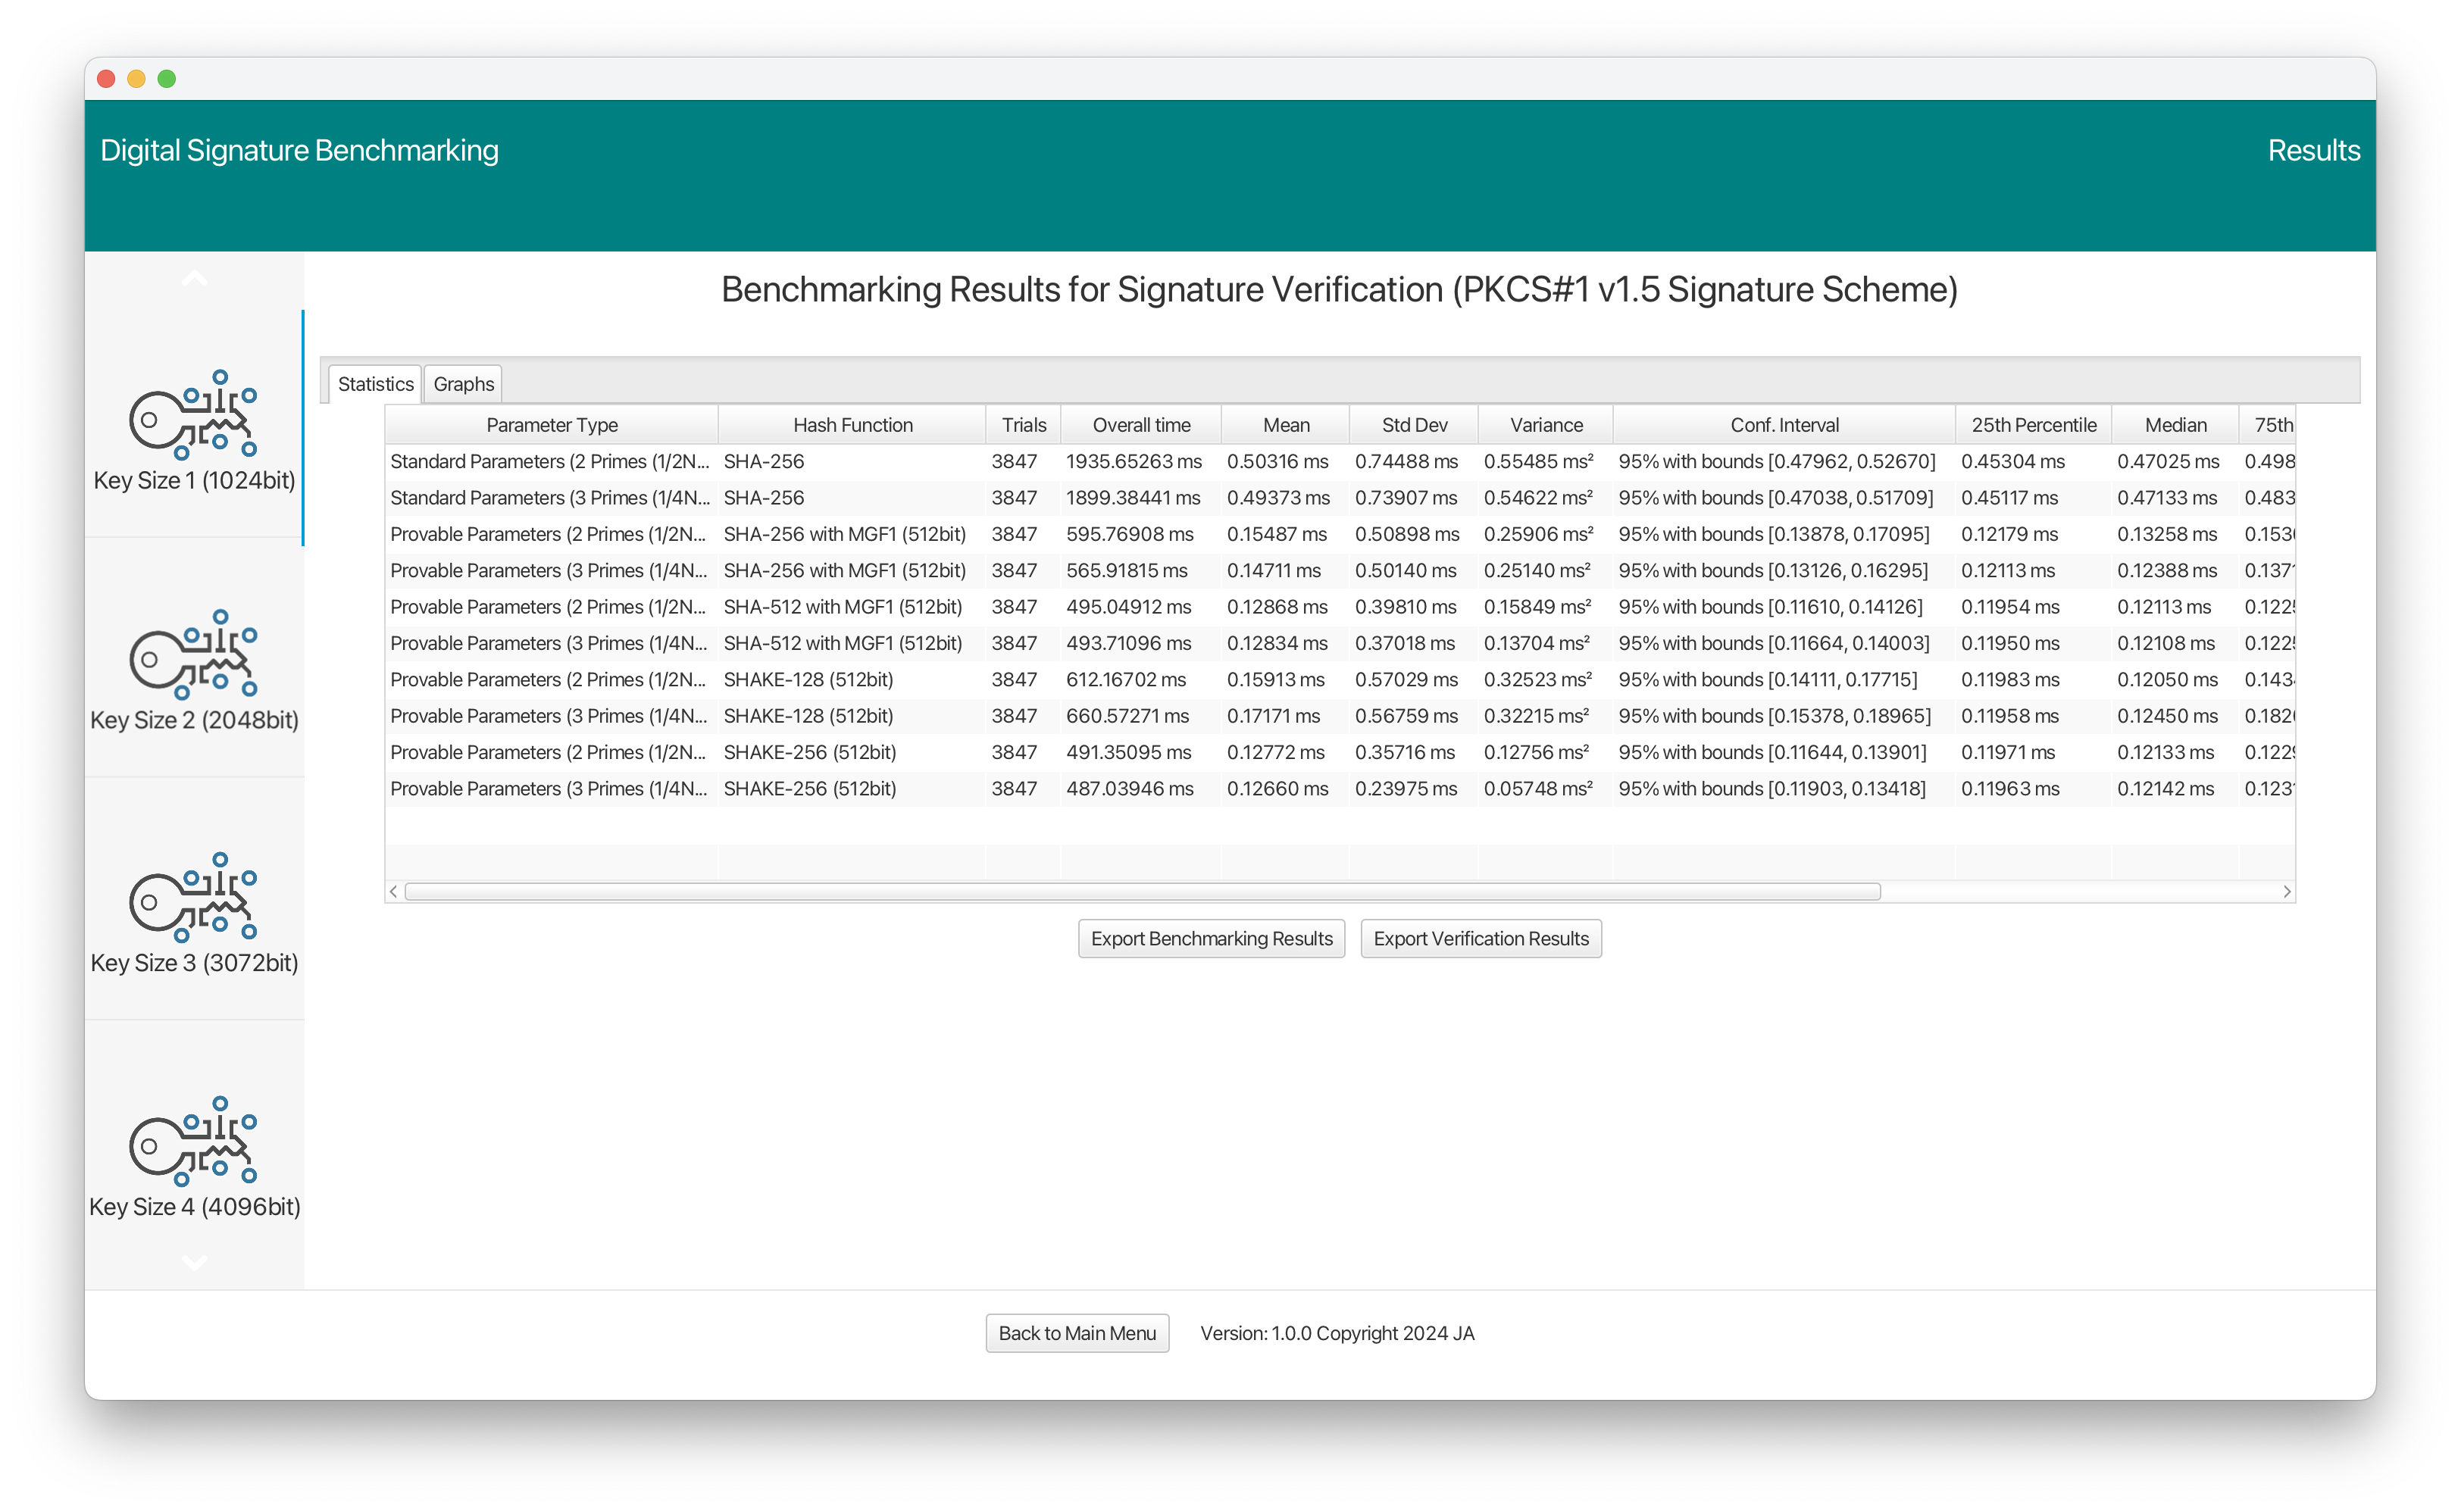 Digital Signature Benchmarking
Results
Benchmarking Results for Signature Verification (PKCS#1 v1.5 Signature Scheme)
Key Size 1 (1024bit)
Key Size 2 (2048bit)
Key Size 3 (3072bit)
Key Size 4 (4096bit)
Statistics Graphs
Parameter Type Hash Function Trials Overall time Mean Std Dev Variance Conf. Interval 25th Percentile Median 75th
Standard Parameters (2 Primes (1/2N... SHA-256 3847 1935.65263 ms 0.50316 ms 0.74488 ms 0.55485 ms² 95% with bounds [0.47962, 0.52670] 0.45304 ms 0.47025 ms 0.498
Standard Parameters (3 Primes (1/4N... SHA-256 3847 1899.38441 ms 0.49373 ms 0.73907 ms 0.54622 ms² 95% with bounds [0.47038, 0.51709] 0.45117 ms 0.47133 ms 0.483
Provable Parameters (2 Primes (1/2N... SHA-256 with MGF1 (512bit) 3847 595.76908 ms 0.15487 ms 0.50898 ms 0.25906 ms² 95% with bounds [0.13878, 0.17095] 0.12179 ms 0.13258 ms 0.153
Provable Parameters (3 Primes (1/4N... SHA-256 with MGF1 (512bit) 3847 565.91815 ms 0.14711 ms 0.50140 ms 0.25140 ms² 95% with bounds [0.13126, 0.16295] 0.12113 ms 0.12388 ms 0.137
Provable Parameters (2 Primes (1/2N... SHA-512 with MGF1 (512bit) 3847 495.04912 ms 0.12868 ms 0.39810 ms 0.15849 ms² 95% with bounds [0.11610, 0.14126] 0.11954 ms 0.12113 ms 0.122
Provable Parameters (3 Primes (1/4N... SHA-512 with MGF1 (512bit) 3847 493.71096 ms 0.12834 ms 0.37018 ms 0.13704 ms² 95% with bounds [0.11664, 0.14003] 0.11950 ms 0.12108 ms 0.122
Provable Parameters (2 Primes (1/2N... SHAKE-128 (512bit) 3847 612.16702 ms 0.15913 ms 0.57029 ms 0.32523 ms² 95% with bounds [0.14111, 0.17715] 0.11983 ms 0.12050 ms 0.143
Provable Parameters (3 Primes (1/4N... SHAKE-128 (512bit) 3847 660.57271 ms 0.17171 ms 0.56759 ms 0.32215 ms² 95% with bounds [0.15378, 0.18965] 0.11958 ms 0.12450 ms 0.182
Provable Parameters (2 Primes (1/2N... SHAKE-256 (512bit) 3847 491.35095 ms 0.12772 ms 0.35716 ms 0.12756 ms² 95% with bounds [0.11644, 0.13901] 0.11971 ms 0.12133 ms 0.122
Provable Parameters (3 Primes (1/4N... SHAKE-256 (512bit) 3847 487.03946 ms 0.12660 ms 0.23975 ms 0.05748 ms² 95% with bounds [0.11903, 0.13418] 0.11963 ms 0.12142 ms 0.123
Export Benchmarking Results Export Verification Results
Back to Main Menu Version: 1.0.0 Copyright 2024 JA